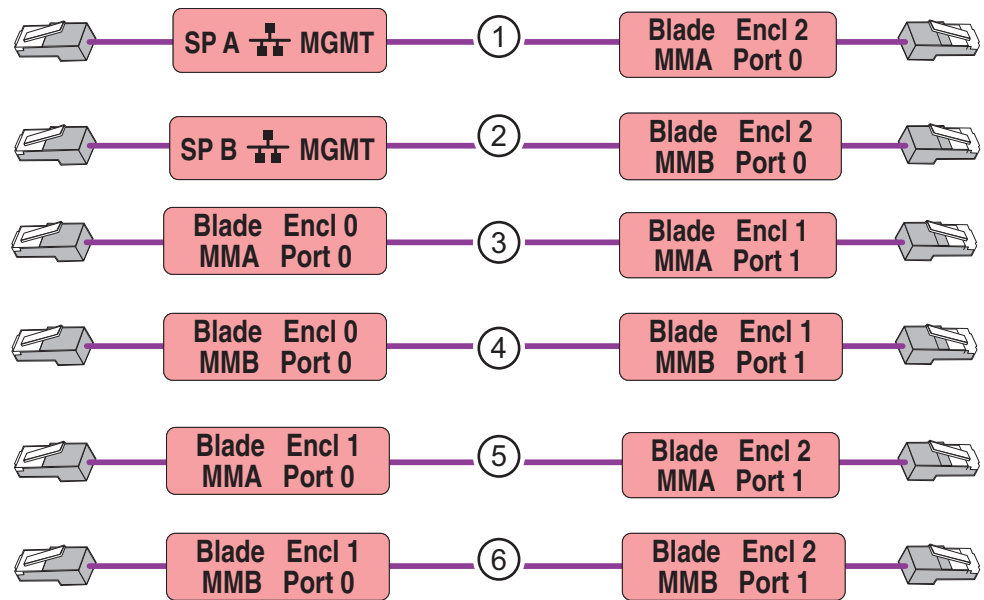 SP A MGMT
1
Blade Encl 2
MMA Port 0
SP B MGMT
2
Blade Encl 2
MMB Port 0
Blade Encl 0
MMA Port 0
3
Blade Encl 1
MMA Port 1
Blade Encl 0
MMB Port 0
4
Blade Encl 1
MMB Port 1
Blade Encl 1
MMA Port 0
5
Blade Encl 2
MMA Port 1
Blade Encl 1
MMB Port 0
6
Blade Encl 2
MMB Port 1